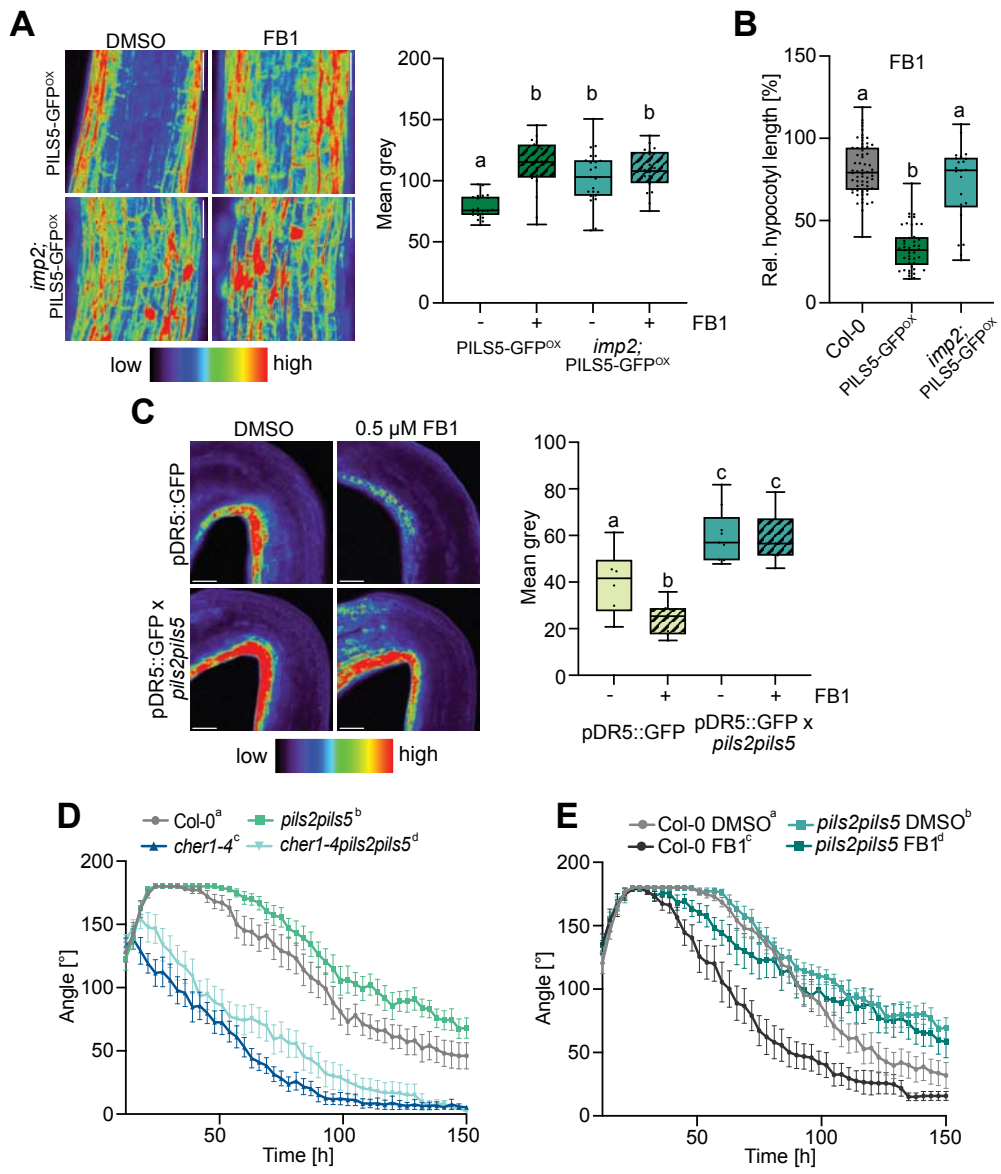 A
DMSO
FB1
PILS5-GFPOX
imp2;
PILS5-GFPOX
low
high
Mean grey
200
150
100
50
0
a
b
b
b
-
+
-
+
FB1
PILS5-GFPOX
imp2;
PILS5-GFPOX
B
FB1
Rel. hypocotyl length [%]
150
100
50
0
a
b
a
Col-0
PILS5-GFPOX
imp2;
PILS5-GFPOX
C
DMSO
0.5 µM FB1
pDR5::GFP
pDR5::GFP x
pils2pils5
low
high
Mean grey
100
80
60
40
20
0
a
b
c
c
-
+
-
+
FB1
pDR5::GFP
pDR5::GFP x
pils2pils5
D
Col-0a
pils2pils5b
cher1-4c
cher1-4pils2pils5d
Angle [°]
200
150
100
50
0
50
100
150
Time [h]
E
Col-0 DMSOa
pils2pils5 DMSOb
Col-0 FB1c
pils2pils5 FB1d
Angle [°]
200
150
100
50
0
50
100
150
Time [h]